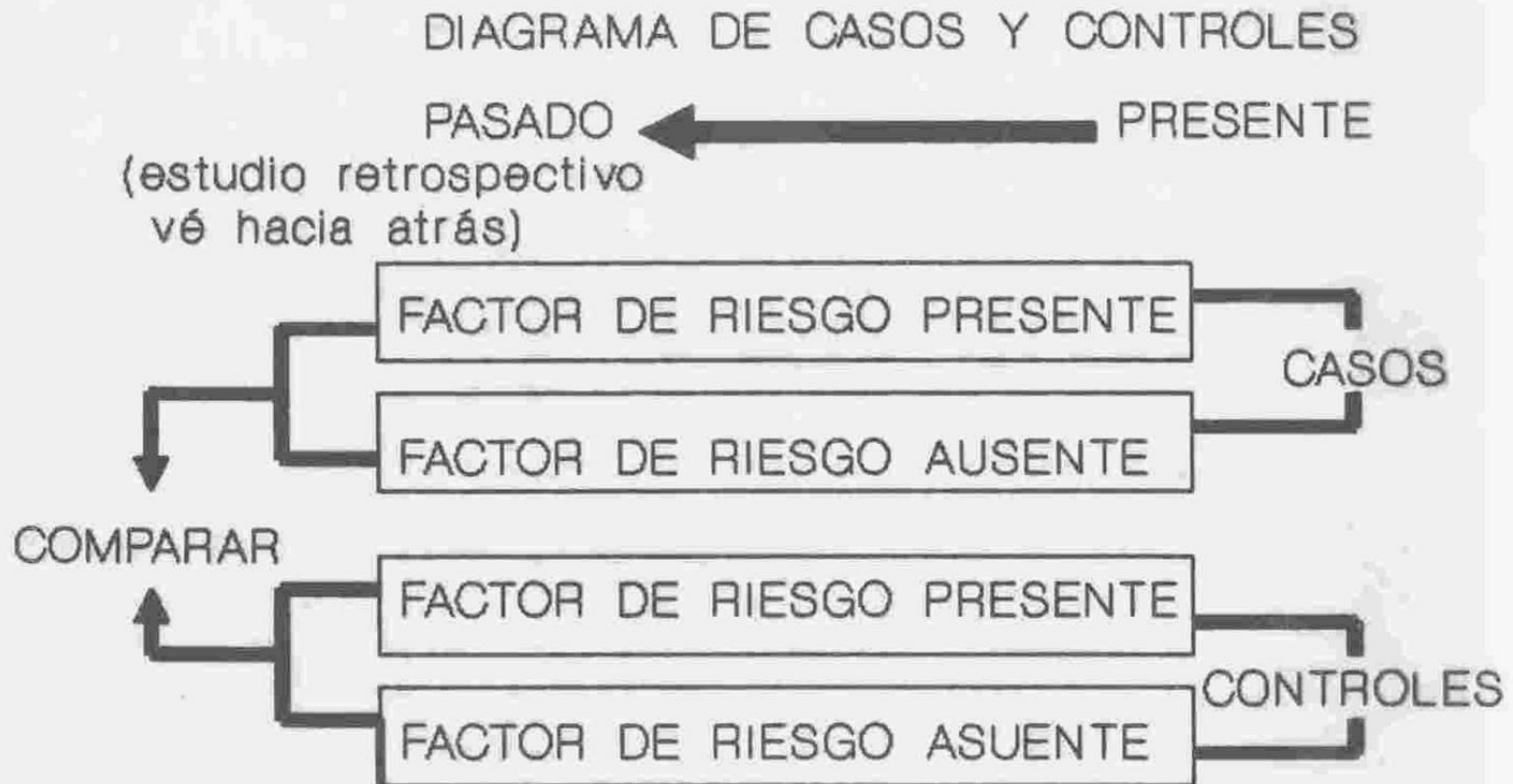 DIAGRAMA DE CASOS Y CONTROLES
PASADO PRESENTE
(estudio retrospectivo
vé hacia atrás)
FACTOR DE RIESGO PRESENTE
CASOS
FACTOR DE RIESGO AUSENTE
COMPARAR
FACTOR DE RIESGO PRESENTE
CONTROLES
FACTOR DE RIESGO ASUENTE